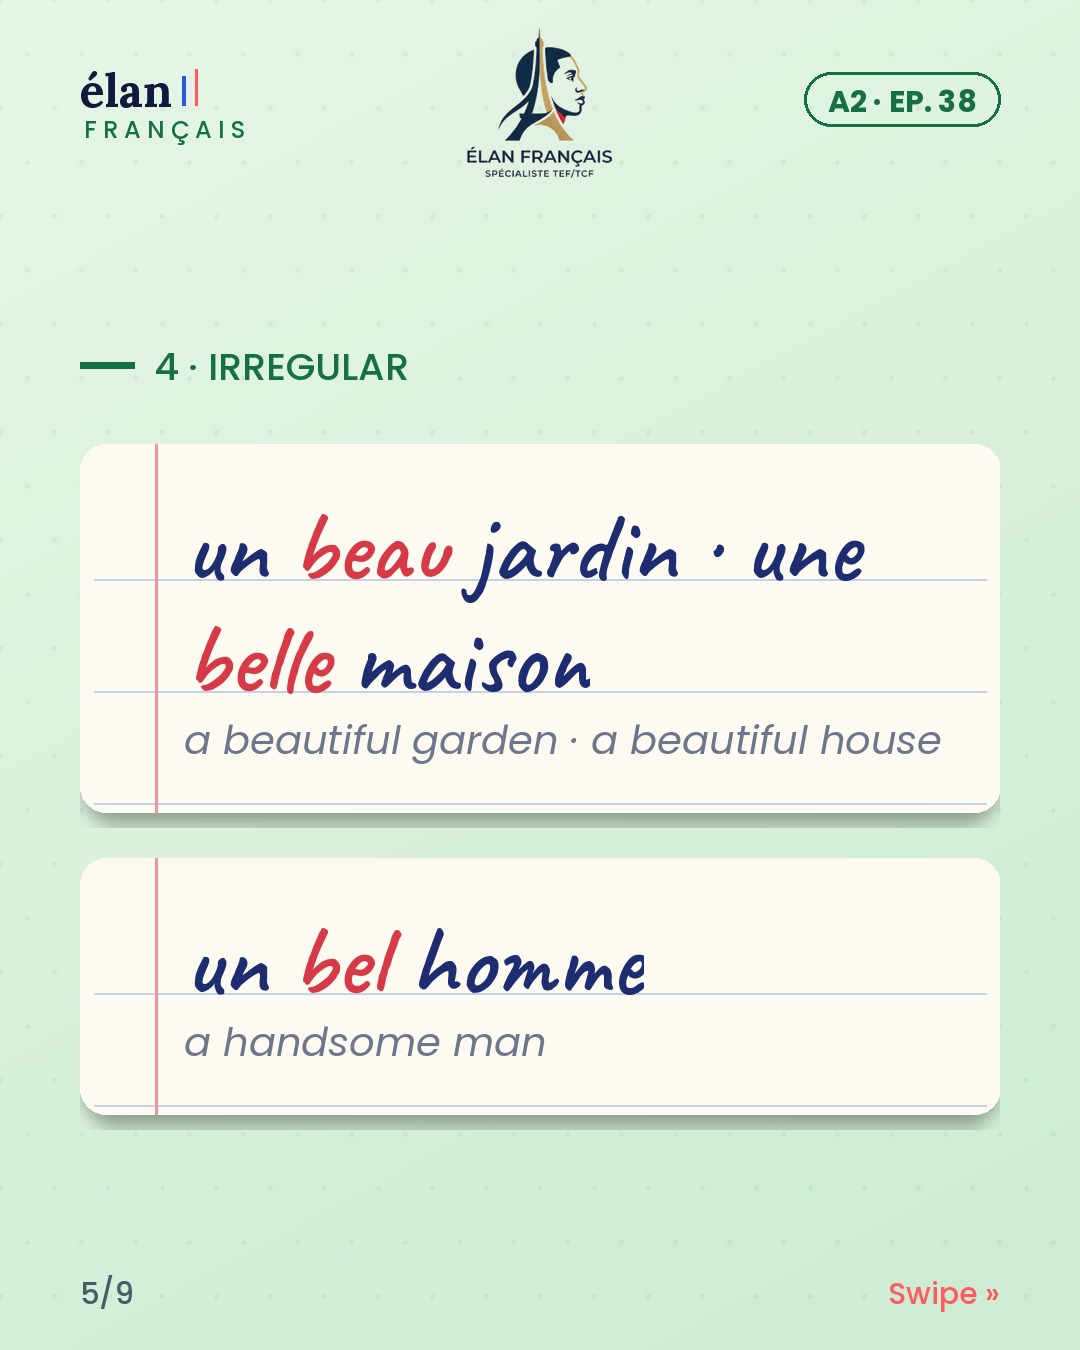 élan
FRANÇAIS
ÉLAN FRANÇAIS
SPÉCIALISTE TEF/TCF
A2 · EP. 38
4 · IRREGULAR
un beau jardin · une
belle maison
a beautiful garden · a beautiful house
un bel homme
a handsome man
5/9
Swipe »